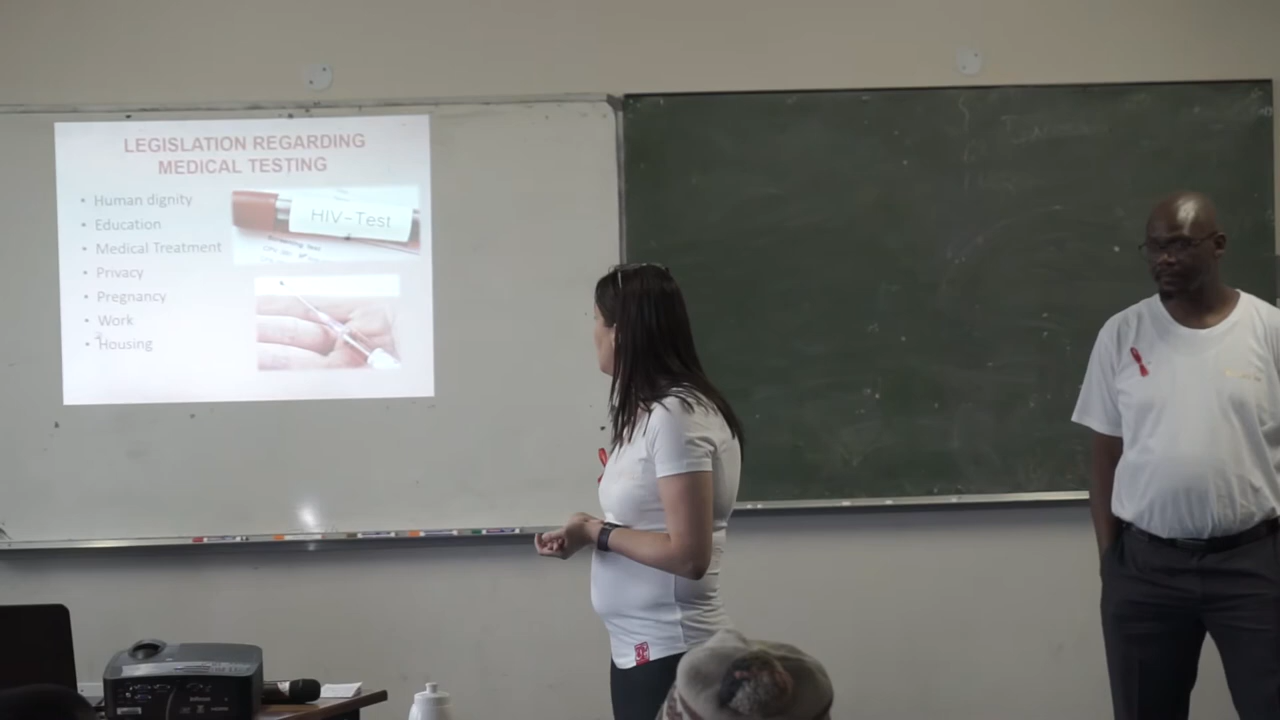 LEGISLATION REGARDING
MEDICAL TESTING
• Human dignity
• Education
• Medical Treatment
• Privacy
• Pregnancy
• Work
• Housing
HIV-Test